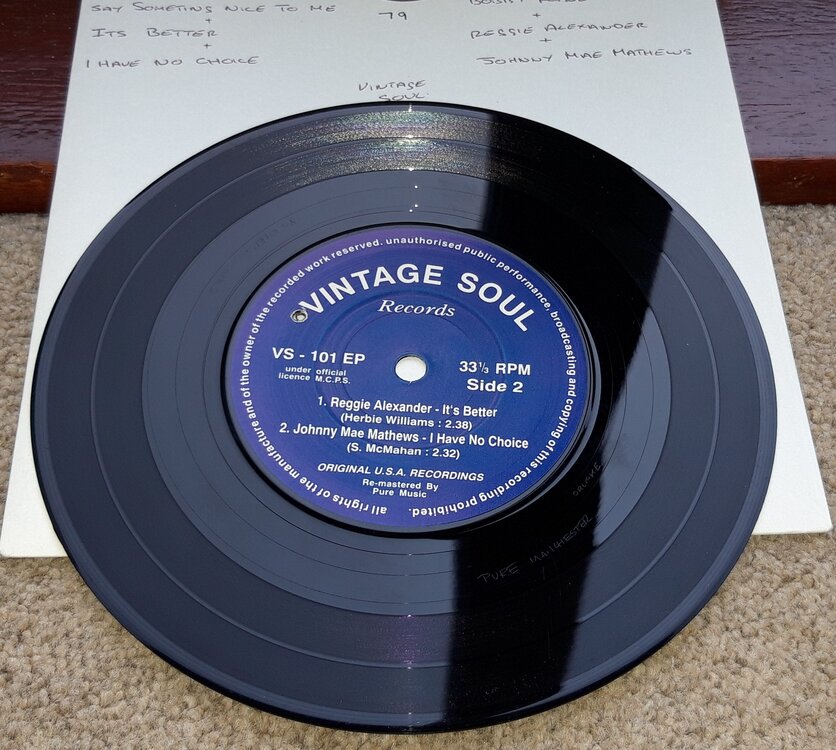 SAY SOMETING NICE TO ME
+
ITS BETTER
+
I HAVE NO CHOICE
79
+
REGGIE ALEXANDER
+
JOHNNY MAE MATHEWS
VINTAGE
SOUL.
all rights of the manufacture and of the owner of the recorded work reserved. unauthorised public performance, broadcasting and copying of this recording prohibited.
VINTAGE SOUL
Records
VS - 101 EP
under official
licence M.C.P.S.
33⅓ RPM
Side 2
1. Reggie Alexander - It's Better
(Herbie Williams : 2.38)
2. Johnny Mae Mathews - I Have No Choice
(S. McMahan : 2.32)
ORIGINAL U.S.A. RECORDINGS
Re-mastered By
Pure Music
PURE MANCHESTER